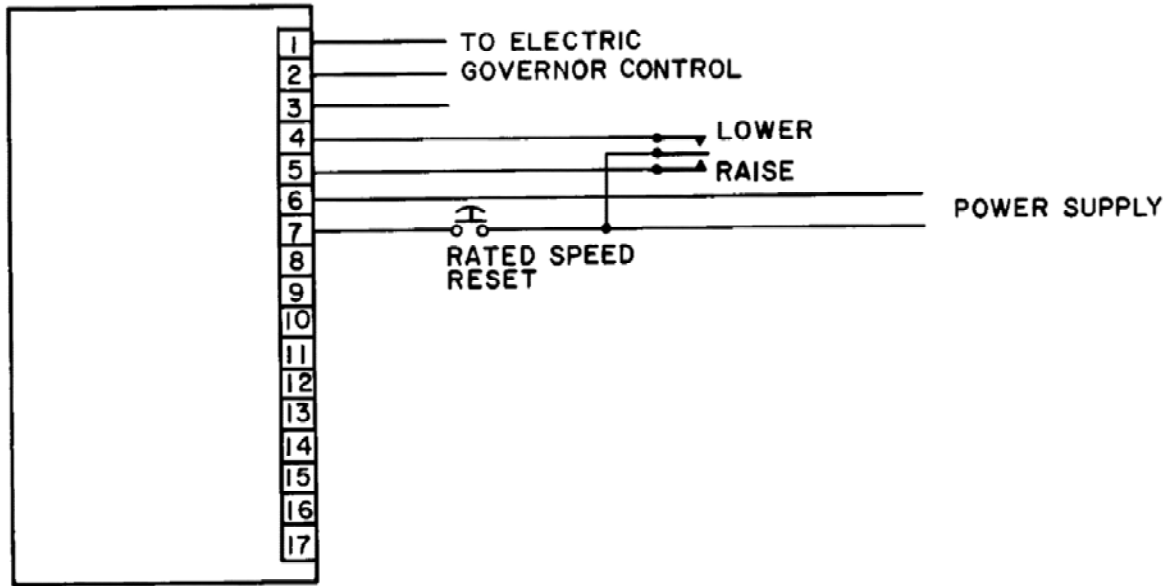 1
TO ELECTRIC
2
GOVERNOR CONTROL
3
4
LOWER
5
RAISE
6
POWER SUPPLY
7
RATED SPEED
RESET
8
9
10
11
12
13
14
15
16
17